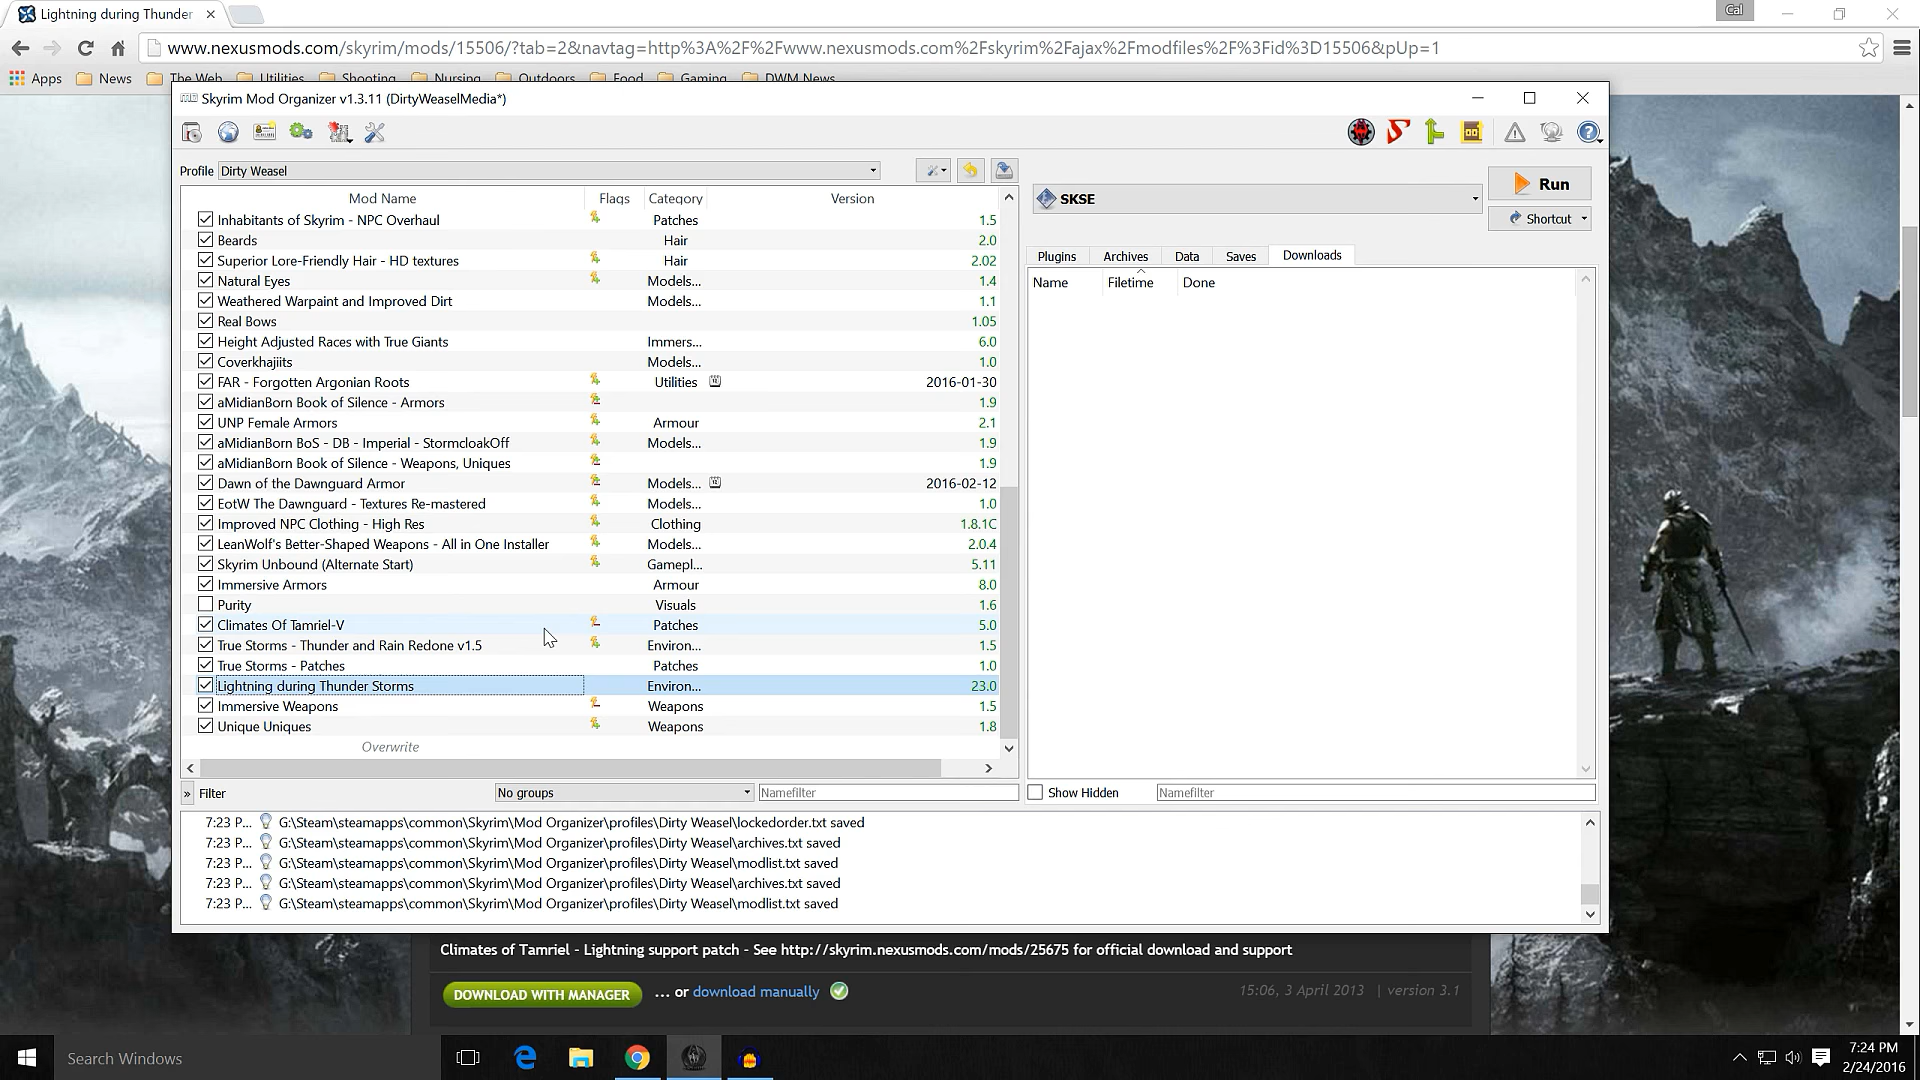 Lightning during Thunder
Cal
www.nexusmods.com/skyrim/mods/15506/?tab=2&navtag=http%3A%2F%2Fwww.nexusmods.com%2Fskyrim%2Fajax%2Fmodfiles%2F%3Fid%3D15506&pUp=1
Apps News The Web Utilities Shooting Nursing Outdoors Food Gaming DWM News
Skyrim Mod Organizer v1.3.11 (DirtyWeaselMedia*)
Profile Dirty Weasel
Run
SKSE
Shortcut
Mod Name Flags Category Version
Plugins Archives Data Saves Downloads
Name Filetime Done
Inhabitants of Skyrim - NPC Overhaul Patches 1.5
Beards Hair 2.0
Superior Lore-Friendly Hair - HD textures Hair 2.02
Natural Eyes Models... 1.4
Weathered Warpaint and Improved Dirt Models... 1.1
Real Bows 1.05
Height Adjusted Races with True Giants Immers... 6.0
Coverkhajiits Models... 1.0
FAR - Forgotten Argonian Roots Utilities 2016-01-30
aMidianBorn Book of Silence - Armors 1.9
UNP Female Armors Armour 2.1
aMidianBorn BoS - DB - Imperial - StormcloakOff Models... 1.9
aMidianBorn Book of Silence - Weapons, Uniques 1.9
Dawn of the Dawnguard Armor Models... 2016-02-12
EotW The Dawnguard - Textures Re-mastered Models... 1.0
Improved NPC Clothing - High Res Clothing 1.8.1C
LeanWolf's Better-Shaped Weapons - All in One Installer Models... 2.0.4
Skyrim Unbound (Alternate Start) Gamepl... 5.11
Immersive Armors Armour 8.0
Purity Visuals 1.6
Climates Of Tamriel-V Patches 5.0
True Storms - Thunder and Rain Redone v1.5 Environ... 1.5
True Storms - Patches Patches 1.0
Lightning during Thunder Storms Environ... 23.0
Immersive Weapons Weapons 1.5
Unique Uniques Weapons 1.8
Overwrite
» Filter No groups Namefilter Show Hidden Namefilter
7:23 P... G:\Steam\steamapps\common\Skyrim\Mod Organizer\profiles\Dirty Weasel\lockedorder.txt saved
7:23 P... G:\Steam\steamapps\common\Skyrim\Mod Organizer\profiles\Dirty Weasel\archives.txt saved
7:23 P... G:\Steam\steamapps\common\Skyrim\Mod Organizer\profiles\Dirty Weasel\modlist.txt saved
7:23 P... G:\Steam\steamapps\common\Skyrim\Mod Organizer\profiles\Dirty Weasel\archives.txt saved
7:23 P... G:\Steam\steamapps\common\Skyrim\Mod Organizer\profiles\Dirty Weasel\modlist.txt saved
Climates of Tamriel - Lightning support patch - See http://skyrim.nexusmods.com/mods/25675 for official download and support
DOWNLOAD WITH MANAGER ... or download manually 15:06, 3 April 2013 | version 3.1
Search Windows
7:24 PM
2/24/2016